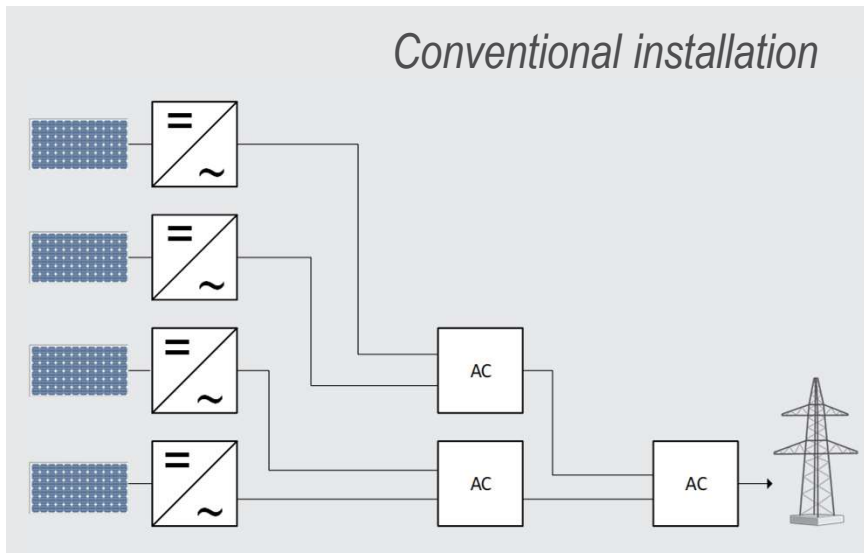 Conventional installation
=
~
=
~
=
~
AC
=
~
AC
AC